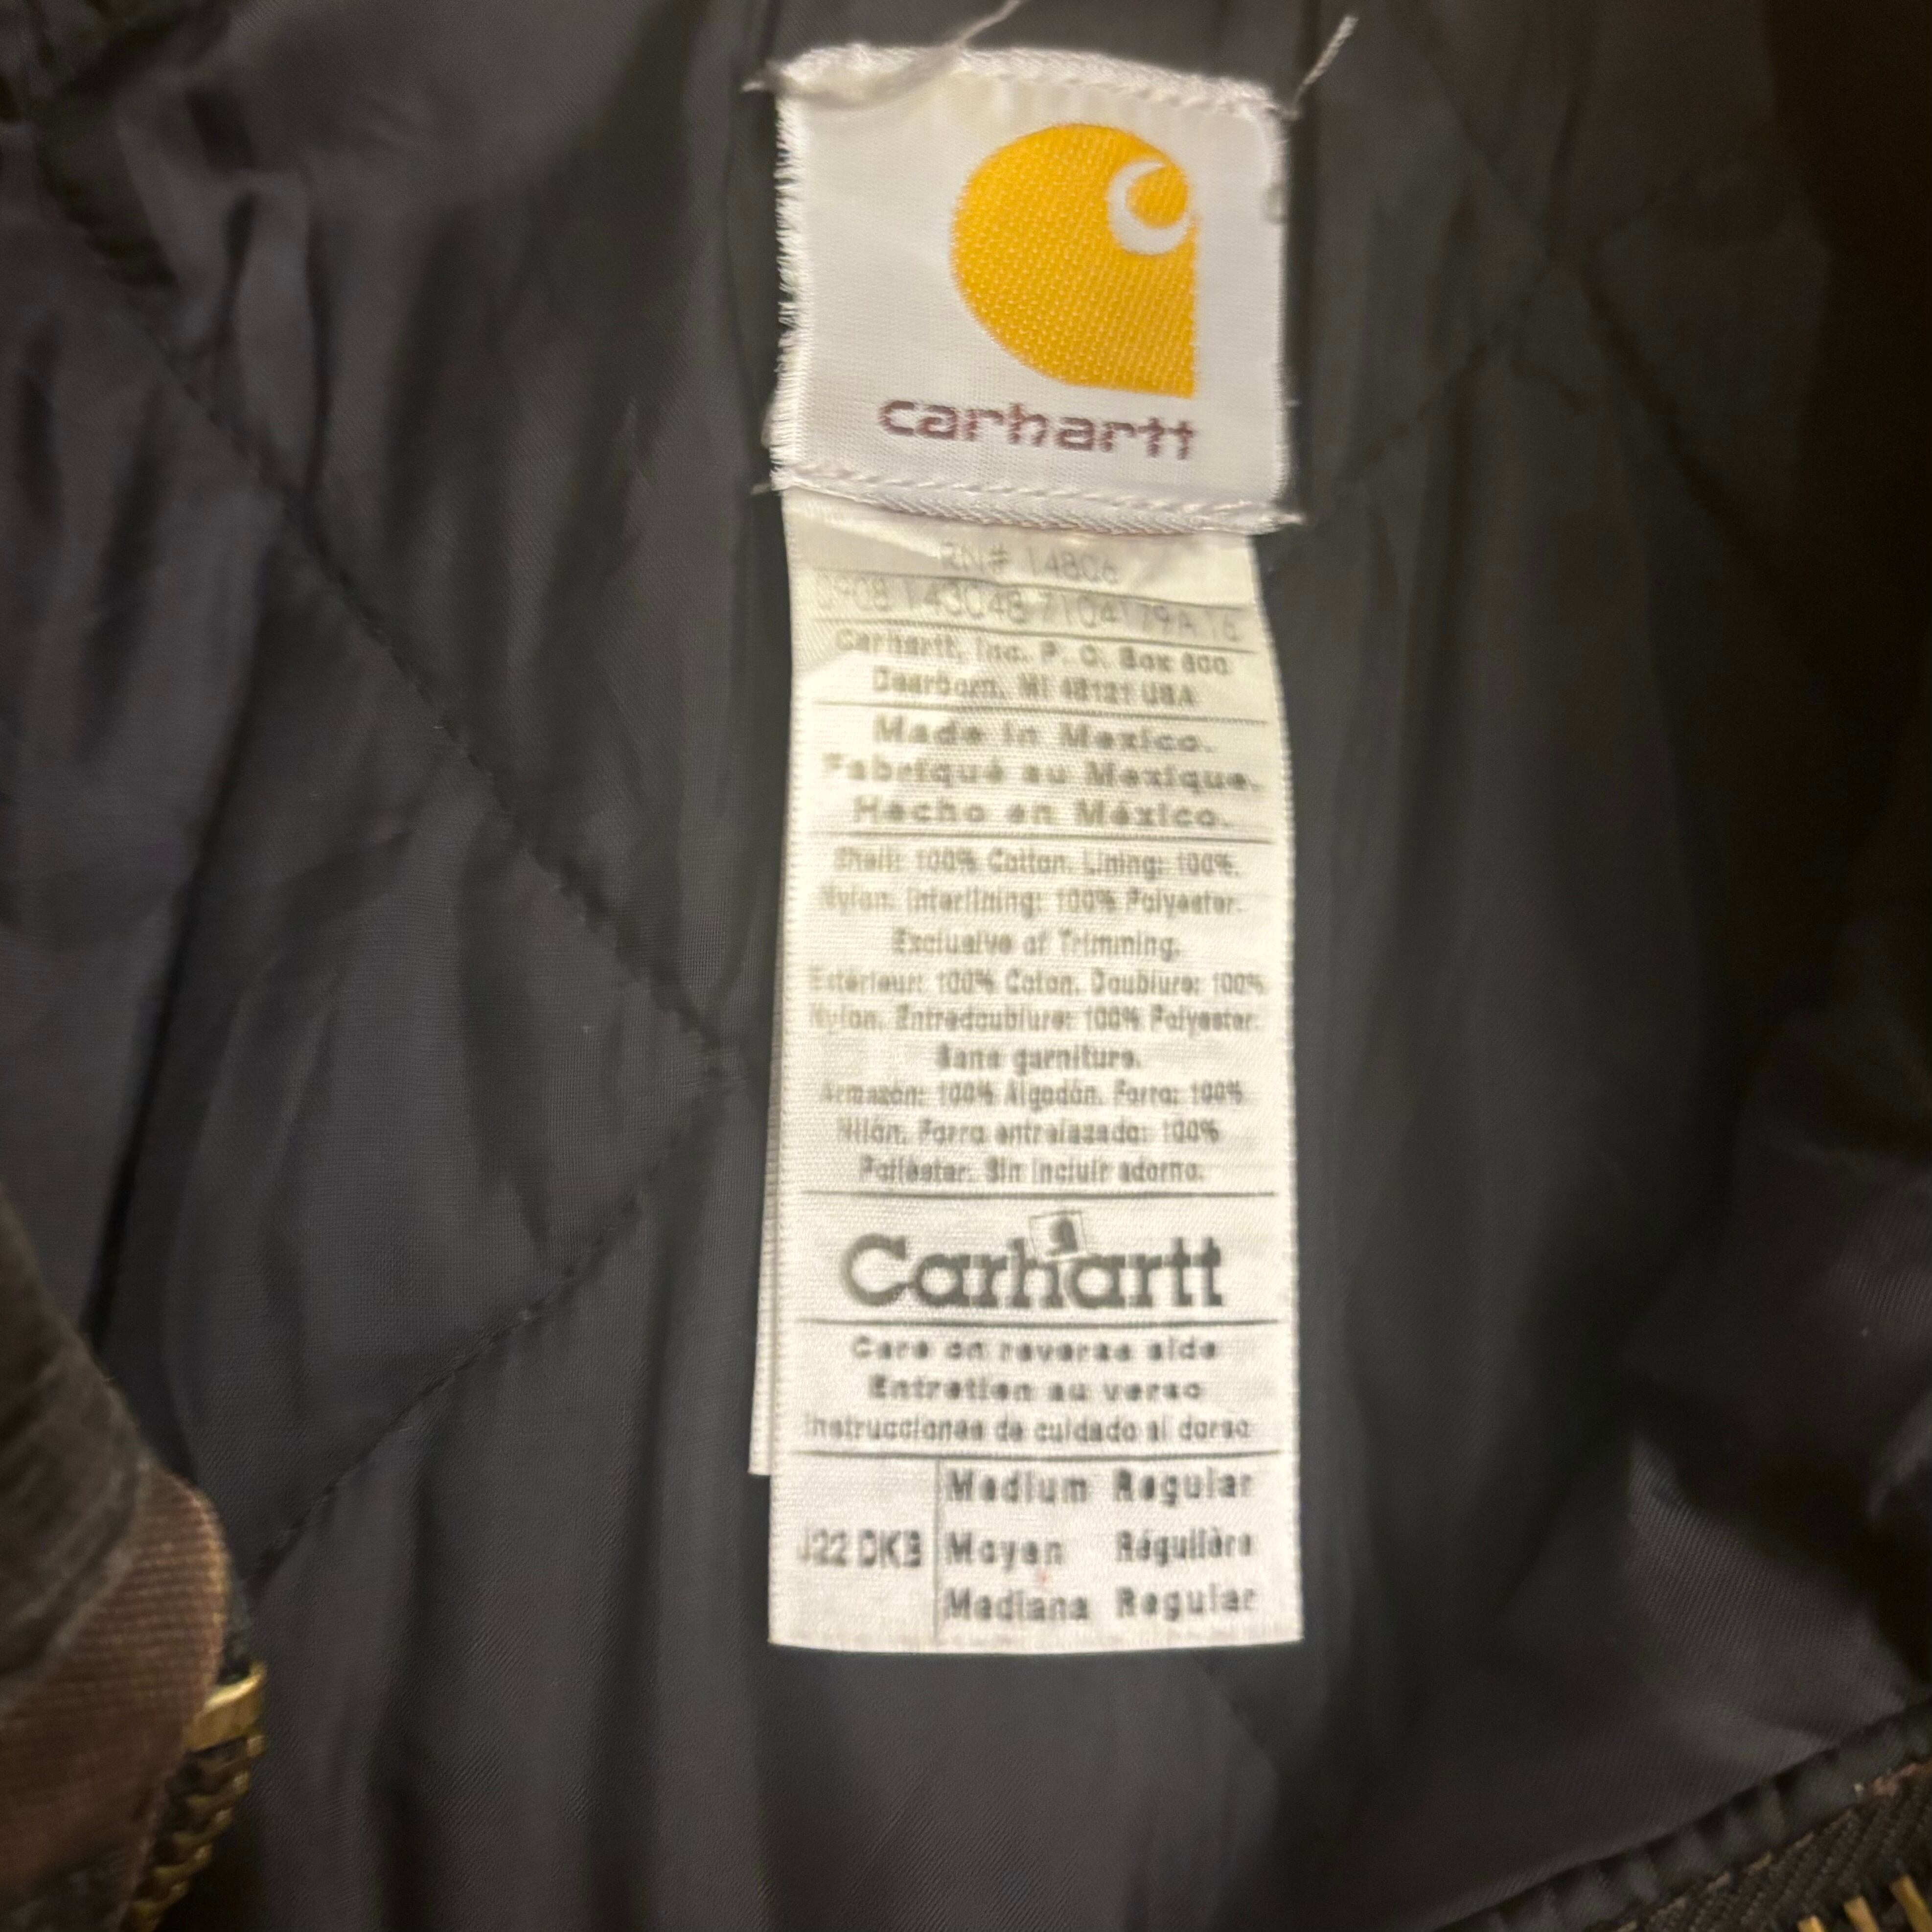 carhartt
RN# 14806
Carhartt, Inc. P. O. Box 600
Dearborn, MI 48121 USA
Made in Mexico.
Fabriqué au Mexique.
Hecho en México.
Shell: 100% Cotton. Lining: 100%
Nylon. Interlining: 100% Polyester.
Exclusive of Trimming.
Extérieur: 100% Coton. Doublure: 100%
Nylon. Entredoublure: 100% Polyester.
Sans garniture.
Armazón: 100% Algodón. Forro: 100%
Nilón. Forro entrelazado: 100%
Poliéster. Sin incluir adorno.
Carhartt
Care on reverse side
Entretien au verso
Instrucciones de cuidado al dorso
Medium Regular
J22 DKB Moyen Régulière
Mediana Regular